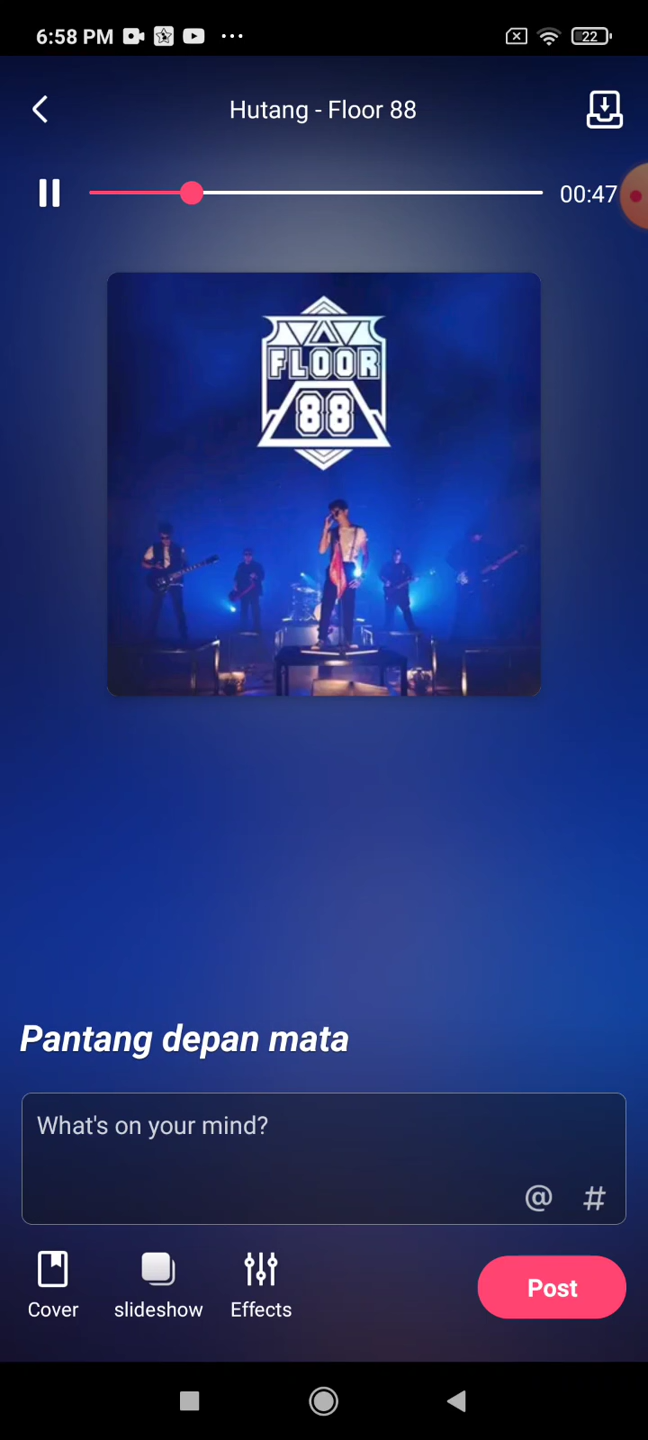 6:58 PM
22
Hutang - Floor 88
00:47
FLOOR
88
Pantang depan mata
What's on your mind?
@ #
Cover
slideshow
Effects
Post